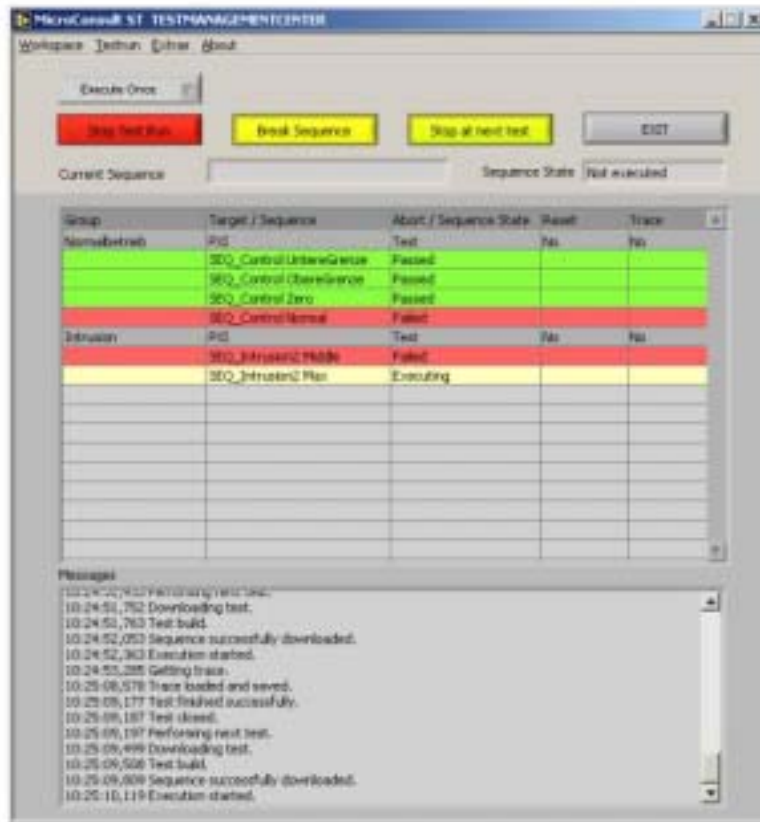 MicroConsult ST TESTMANAGEMENTCENTER
Workspace Testrun Extras About
Execute Once
Stop Test Run Break Sequence Stop at next test EXIT
Current Sequence Sequence State Not executed
Group Target / Sequence Abort / Sequence State Reset Trace
Normalbetrieb Test No No
SEQ_Control UntereGrenze Passed
SEQ_Control ObereGrenze Passed
SEQ_Control Zero Passed
SEQ_Control Normal Failed
Intrusion Test No No
SEQ_Intrusion2 Middle Failed
SEQ_Intrusion2 Max Executing
Messages
Performing next test.
10:24:51,752 Downloading test.
10:24:51,763 Test build.
10:24:52,053 Sequence successfully downloaded.
10:24:52,363 Execution started.
10:24:53,285 Getting trace.
10:25:08,578 Trace loaded and saved.
10:25:09,177 Test finished successfully.
10:25:09,187 Test closed.
10:25:09,197 Performing next test.
10:25:09,499 Downloading test.
10:25:09,508 Test build.
10:25:09,809 Sequence successfully downloaded.
10:25:10,119 Execution started.